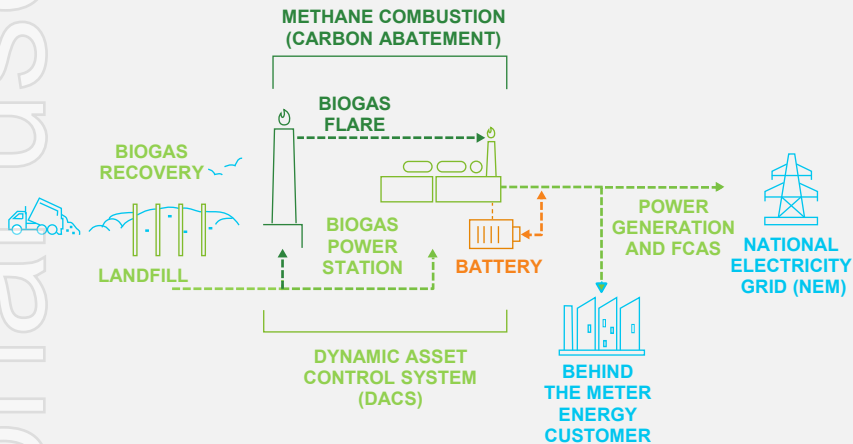 METHANE COMBUSTION
(CARBON ABATEMENT)
BIOGAS
FLARE
BIOGAS
RECOVERY
LANDFILL
BIOGAS
POWER
STATION
BATTERY
POWER
GENERATION
AND FCAS
NATIONAL
ELECTRICITY
GRID (NEM)
DYNAMIC ASSET
CONTROL SYSTEM
(DACS)
BEHIND
THE METER
ENERGY
CUSTOMER